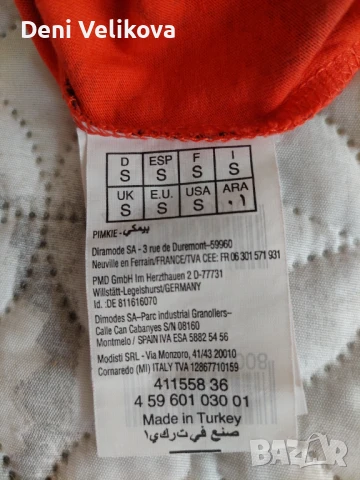 Deni Velikova
D ESP F I
S S S S
UK E.U. USA ARA
S S S ٠١
PIMKIE - بيمكي
Diramode SA - 3 rue de Duremont-59960
Neuville en Ferrain/FRANCE/TVA CEE: FR 06 301 571 931
PMD GmbH Im Herzthauen 2 D-77731
Willstätt-Legelshurst/GERMANY
Id. :DE 811616070
Dimodes SA-Parc industrial Granollers-
Calle Can Cabanyes S/N 08160
Montmelo / SPAIN IVA ESA 5882 54 56
Modisti SRL - Via Monzoro, 41/43 20010
Cornaredo (MI) ITALY TVA 12867710159
411558 36
4 59 601 030 01
Made in Turkey
صنع في تركيا
bazar